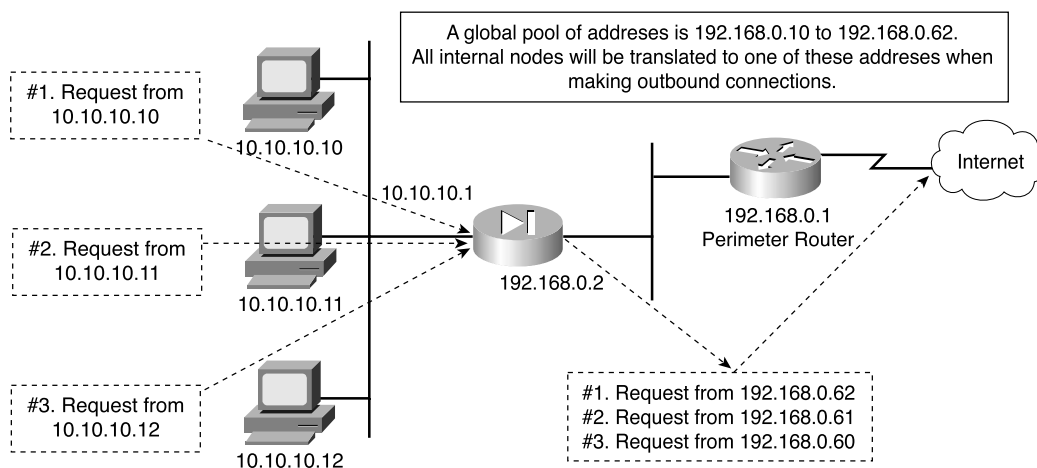 A global pool of addreses is 192.168.0.10 to 192.168.0.62.
All internal nodes will be translated to one of these addreses when
making outbound connections.
#1. Request from
10.10.10.10
10.10.10.10
10.10.10.1
Internet
192.168.0.1
Perimeter Router
#2. Request from
10.10.10.11
10.10.10.11
192.168.0.2
#3. Request from
10.10.10.12
10.10.10.12
#1. Request from 192.168.0.62
#2. Request from 192.168.0.61
#3. Request from 192.168.0.60